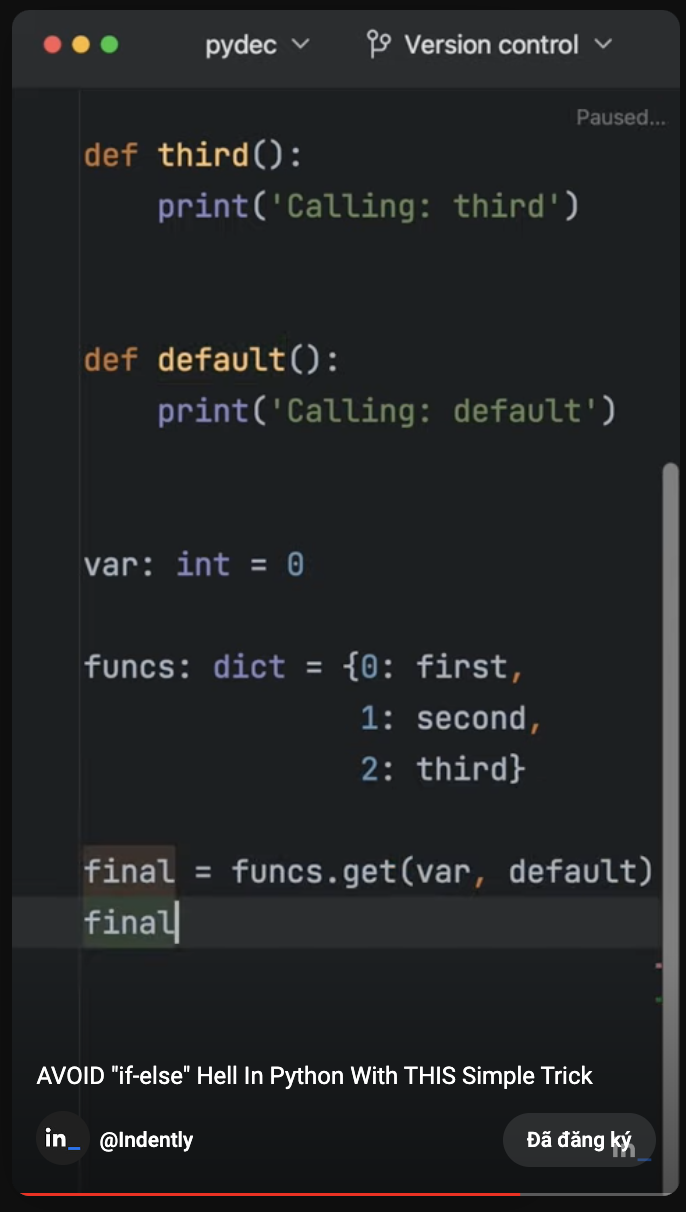 pydec
Version control
Paused...
def third():
    print('Calling: third')
def default():
    print('Calling: default')
var: int = 0
funcs: dict = {0: first,
               1: second,
               2: third}
final = funcs.get(var, default)
final
AVOID "if-else" Hell In Python With THIS Simple Trick
in_
@Indently
Đã đăng ký
in_